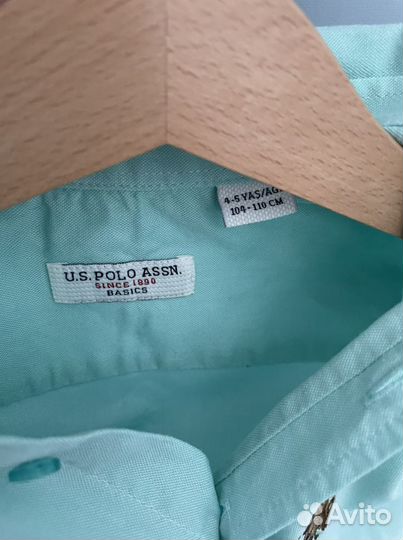 4-5 YAŞ/AGE
104-110 CM
U.S. POLO ASSN.
SINCE 1890
BASICS
Avito